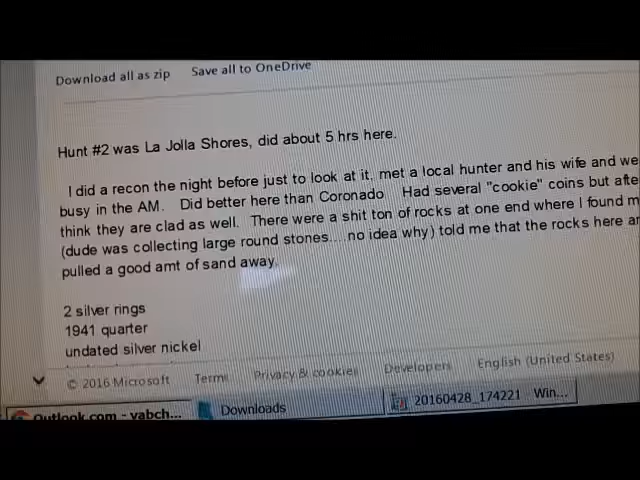 Download all as zip Save all to OneDrive
Hunt #2 was La Jolla Shores, did about 5 hrs here.
I did a recon the night before just to look at it, met a local hunter and his wife and we
busy in the AM. Did better here than Coronado Had several "cookie" coins but afte
think they are clad as well. There were a shit ton of rocks at one end where I found m
(dude was collecting large round stones....no idea why) told me that the rocks here ar
pulled a good amt of sand away.
2 silver rings
1941 quarter
undated silver nickel
© 2016 Microsoft Terms Privacy & cookies Developers English (United States)
Outlook.com - vabch... Downloads 20160428_174221 - Win...